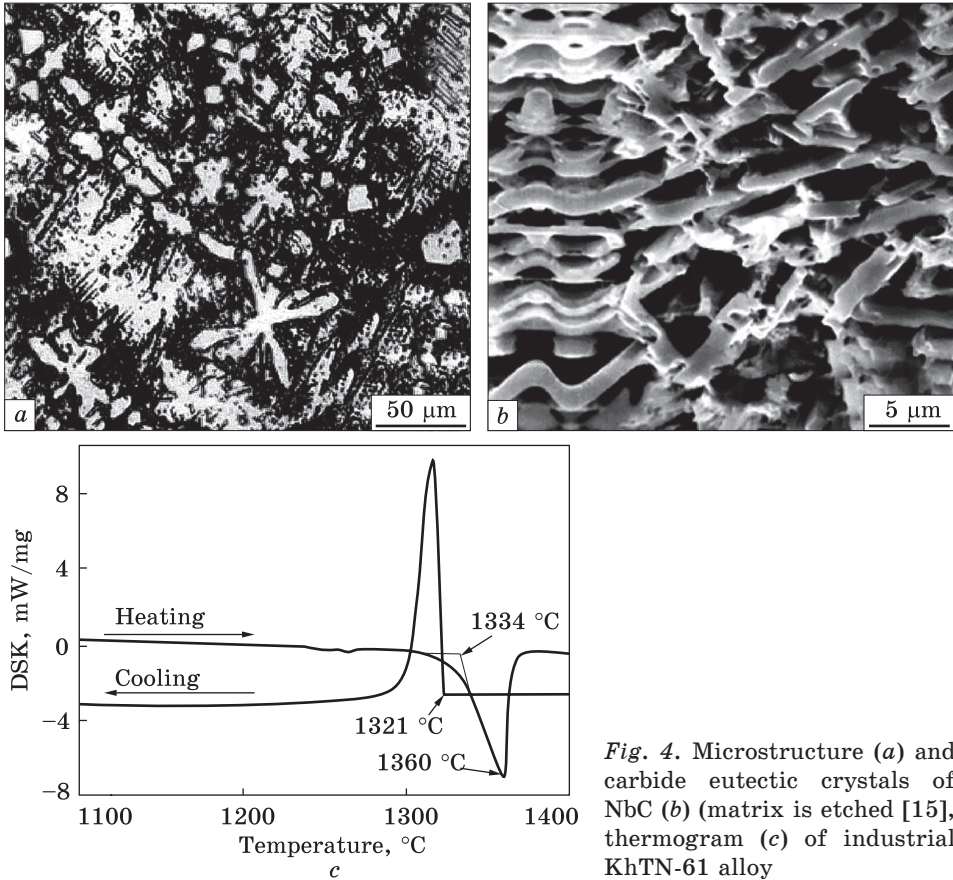 a
50 μm
b
5 μm
DSK, mW/mg
8
4
0
−4
−8
Heating
Cooling
1334 °C
1321 °C
1360 °C
1100
1200
1300
1400
Temperature, °C
c
Fig. 4. Microstructure (a) and
carbide eutectic crystals of
NbC (b) (matrix is etched [15],
thermogram (c) of industrial
KhTN-61 alloy